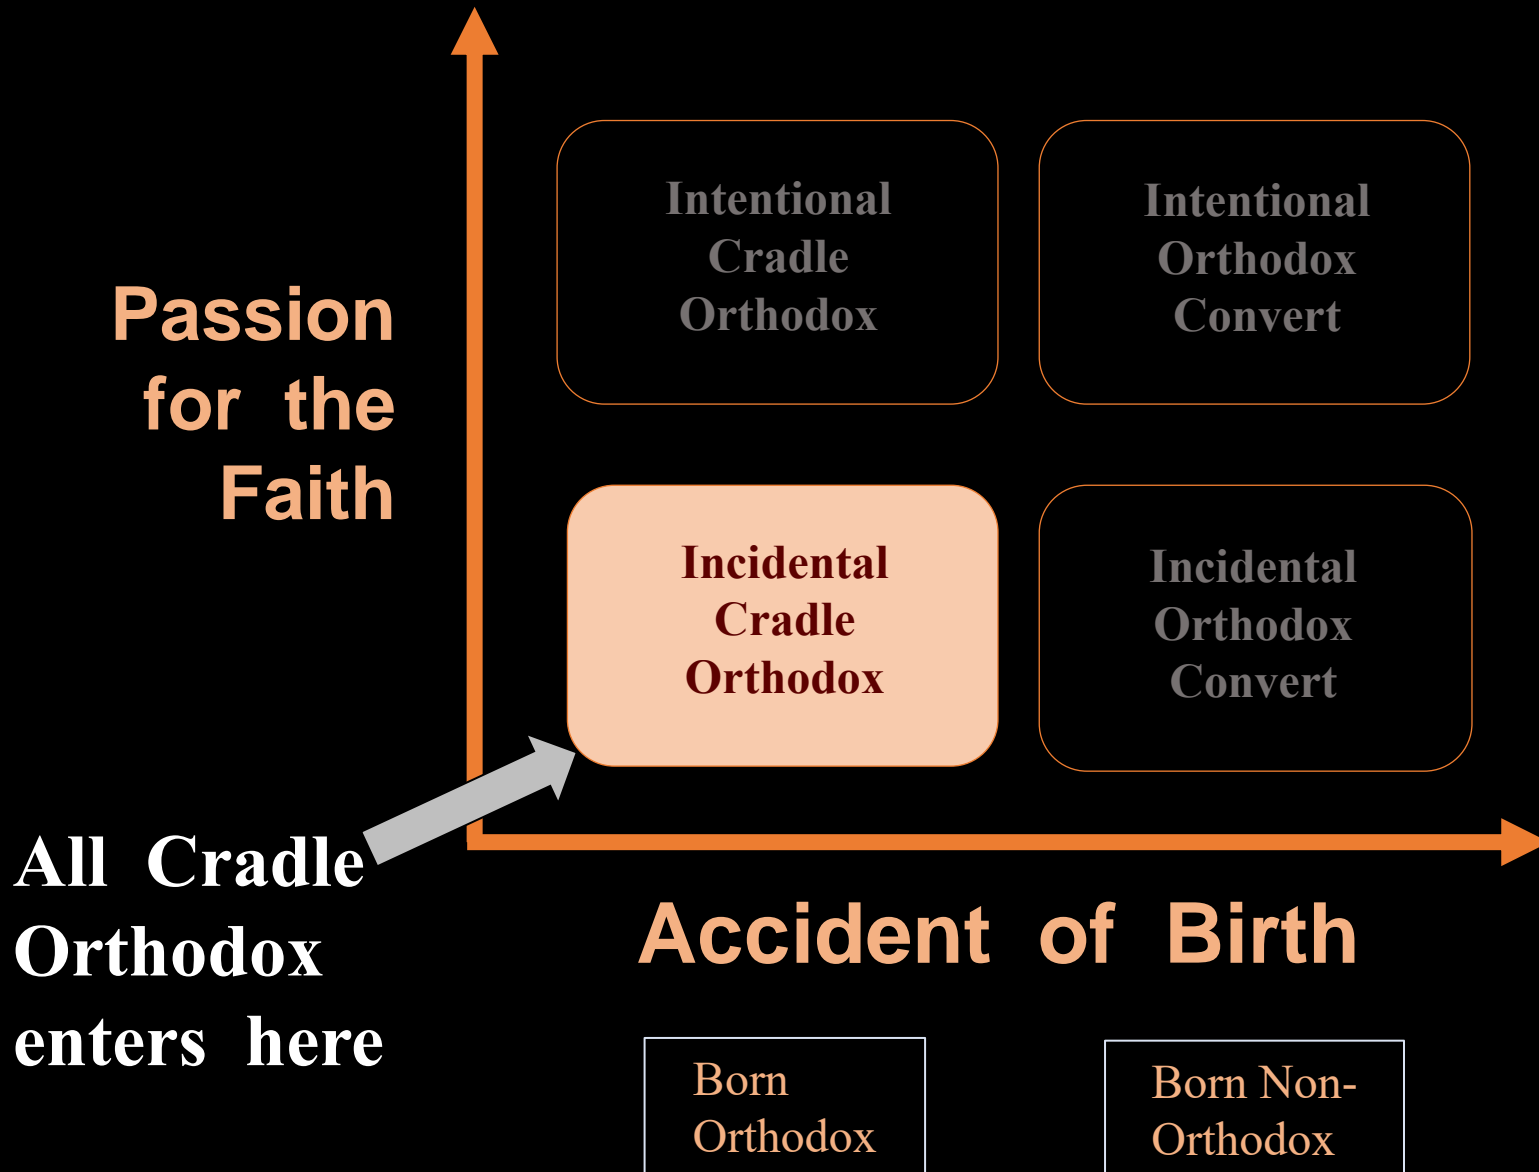 Intentional
Cradle
Orthodox
Intentional
Orthodox
Convert
Passion
for the
Faith
Incidental
Cradle
Orthodox
Incidental
Orthodox
Convert
All Cradle
Orthodox
enters here
Accident of Birth
Born
Orthodox
Born Non-
Orthodox